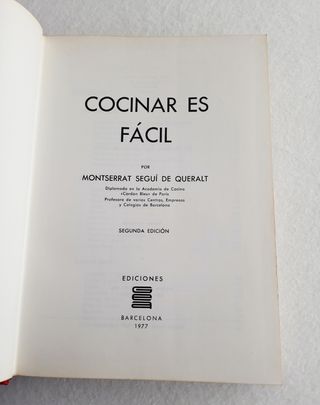 COCINAR ES
FÁCIL
POR
MONTSERRAT SEGUÍ DE QUERALT
Diplomada en la Academia de Cocina
«Cordon Bleu» de París
Profesora de varios Centros, Empresas
y Colegios de Barcelona
SEGUNDA EDICIÓN
EDICIONES
BARCELONA
1977